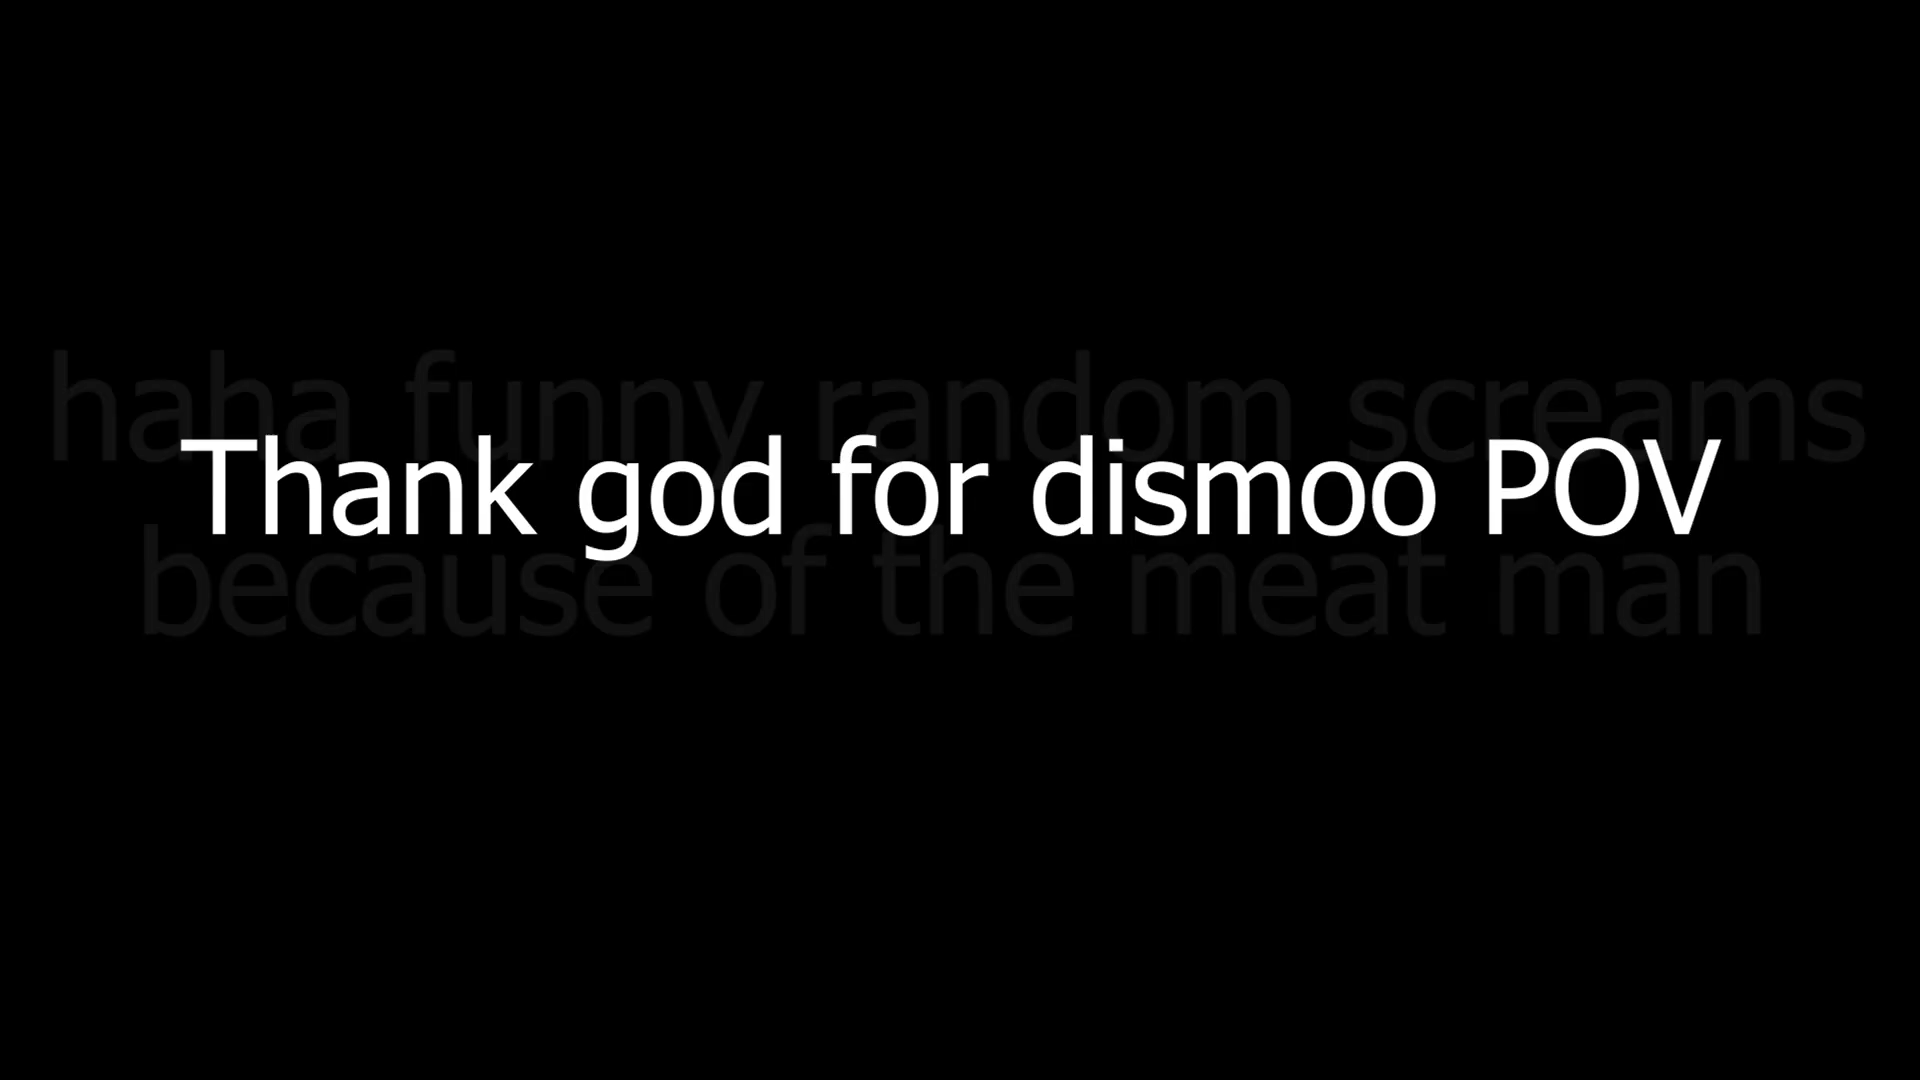 haha funny random screams
Thank god for dismoo POV
because of the meat man